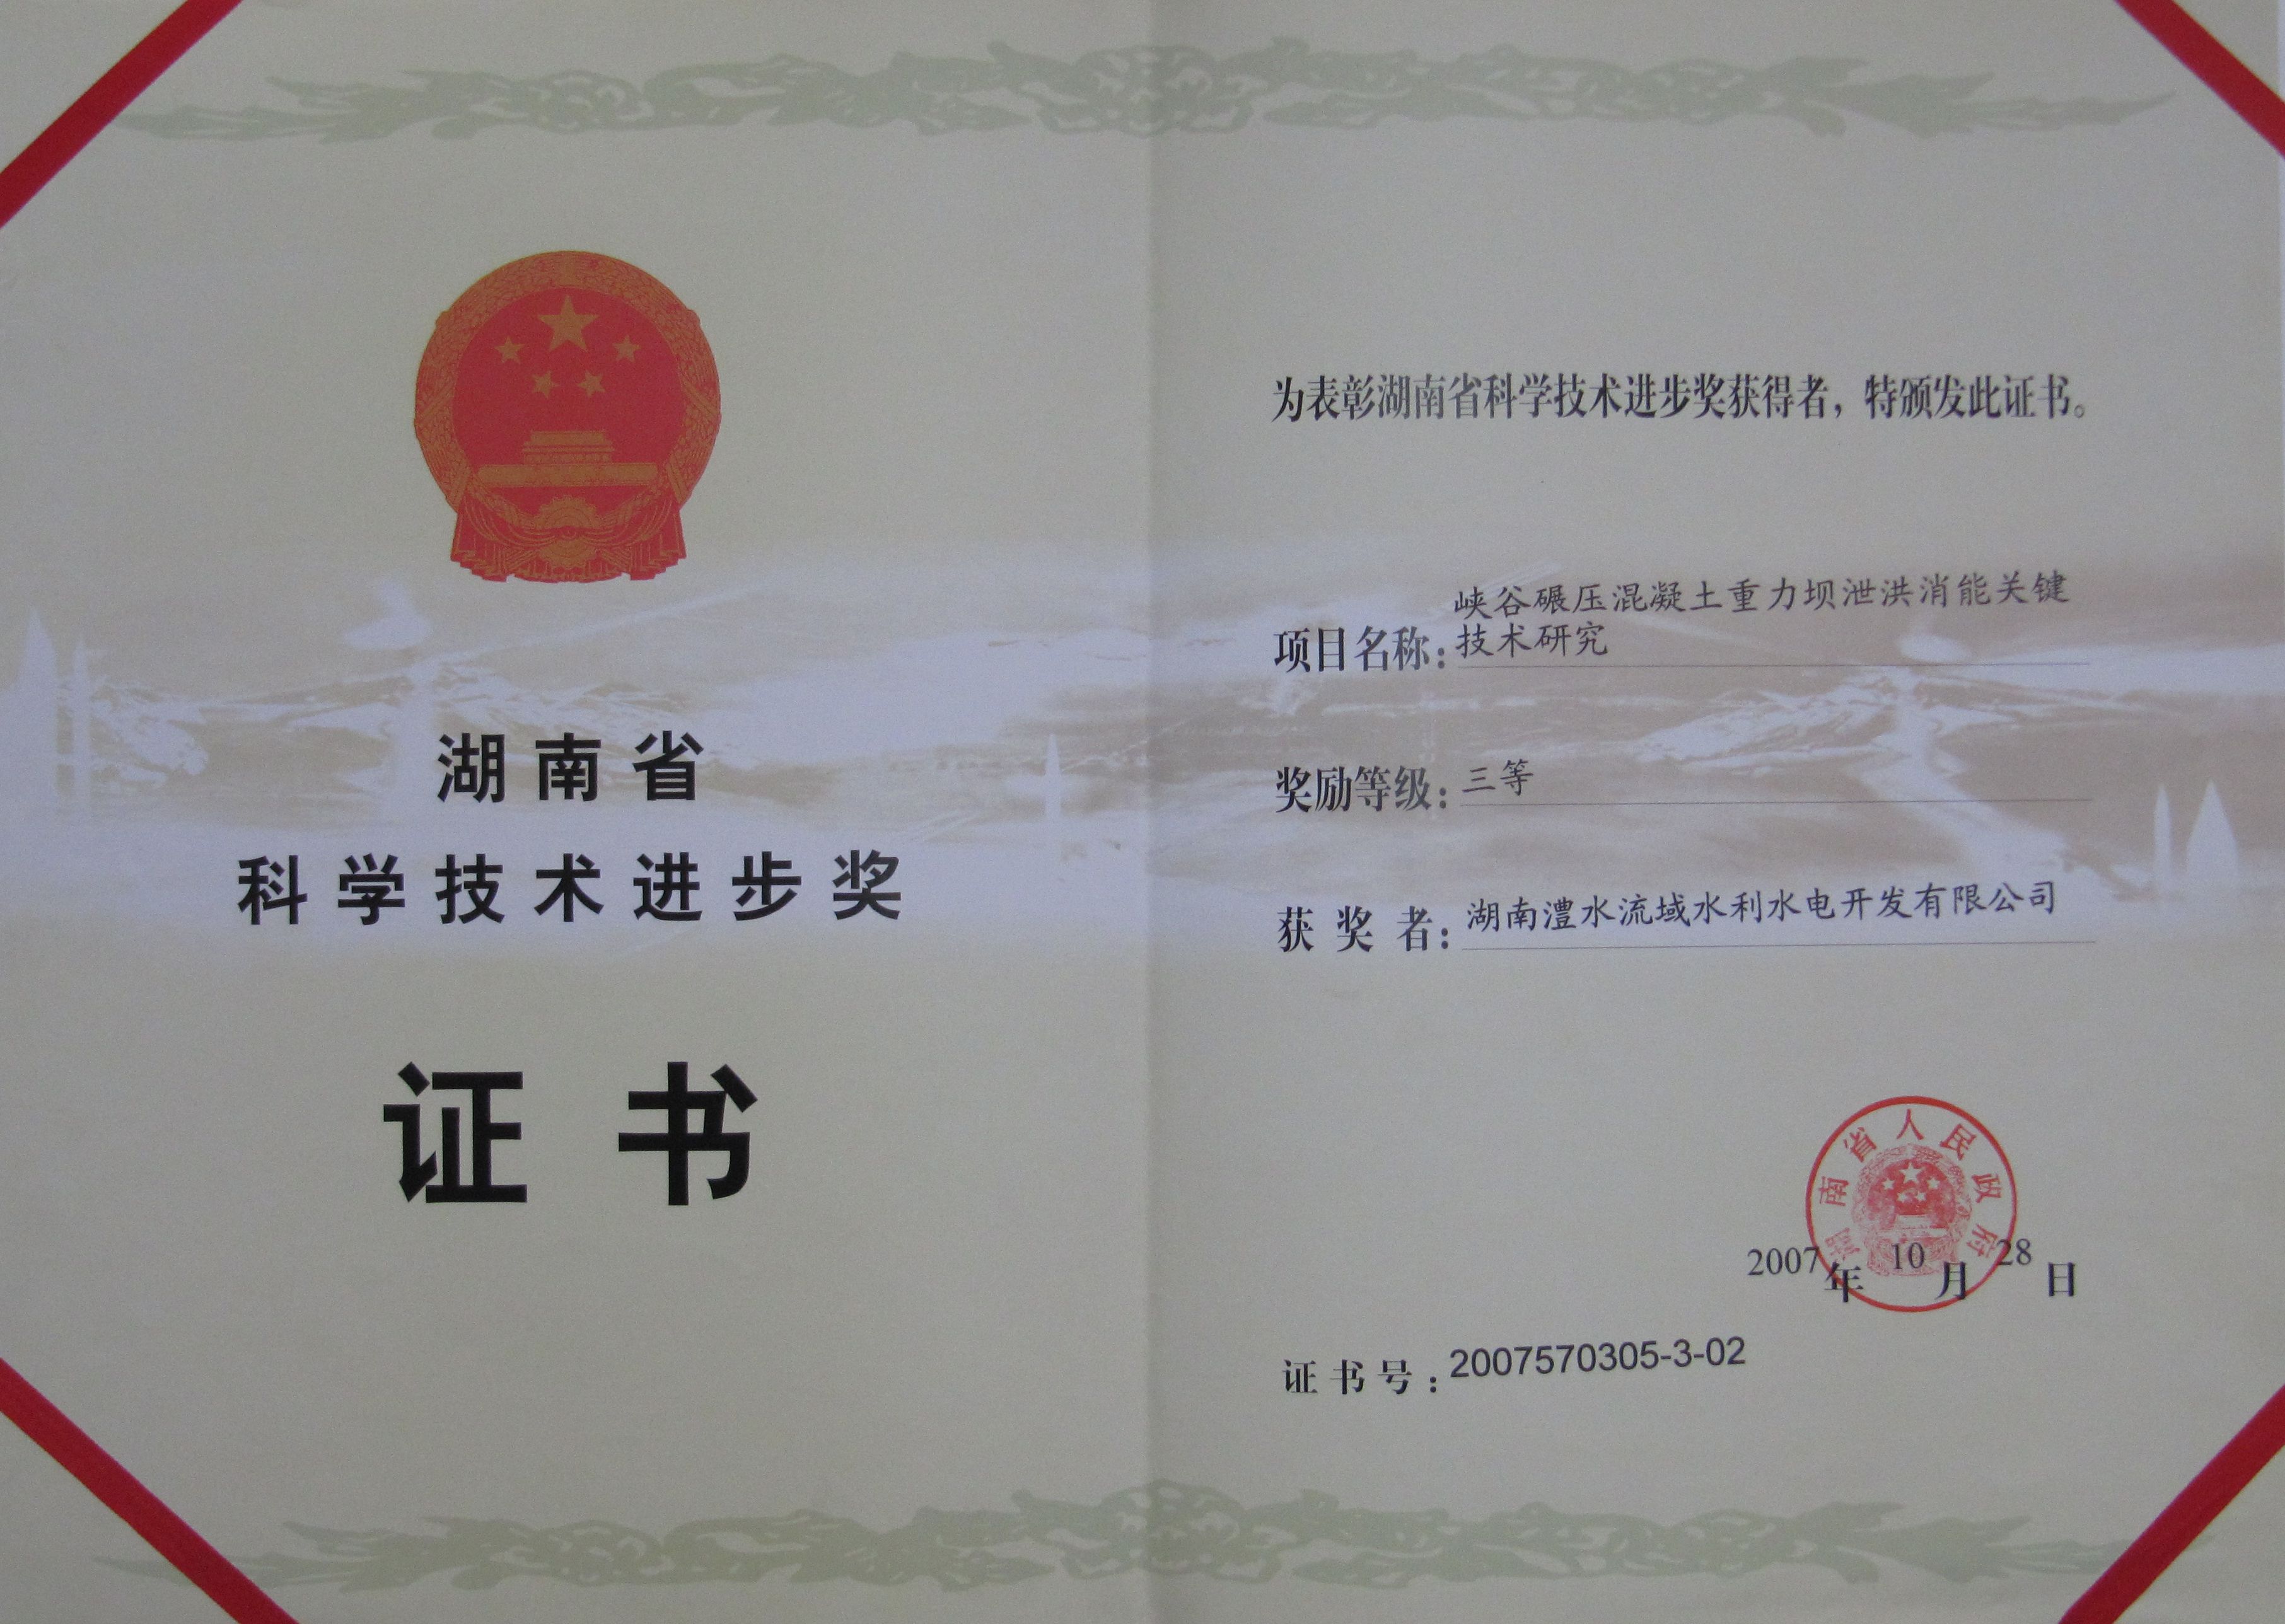 湖南省
科学技术进步奖
证书
为表彰湖南省科学技术进步奖获得者，特颁发此证书。
峡谷碾压混凝土重力坝泄洪消能关键
项目名称：技术研究
奖励等级：三等
获奖者：湖南澧水流域水利水电开发有限公司
湖南省人民政府
2007年10月28日
证书号：2007570305-3-02